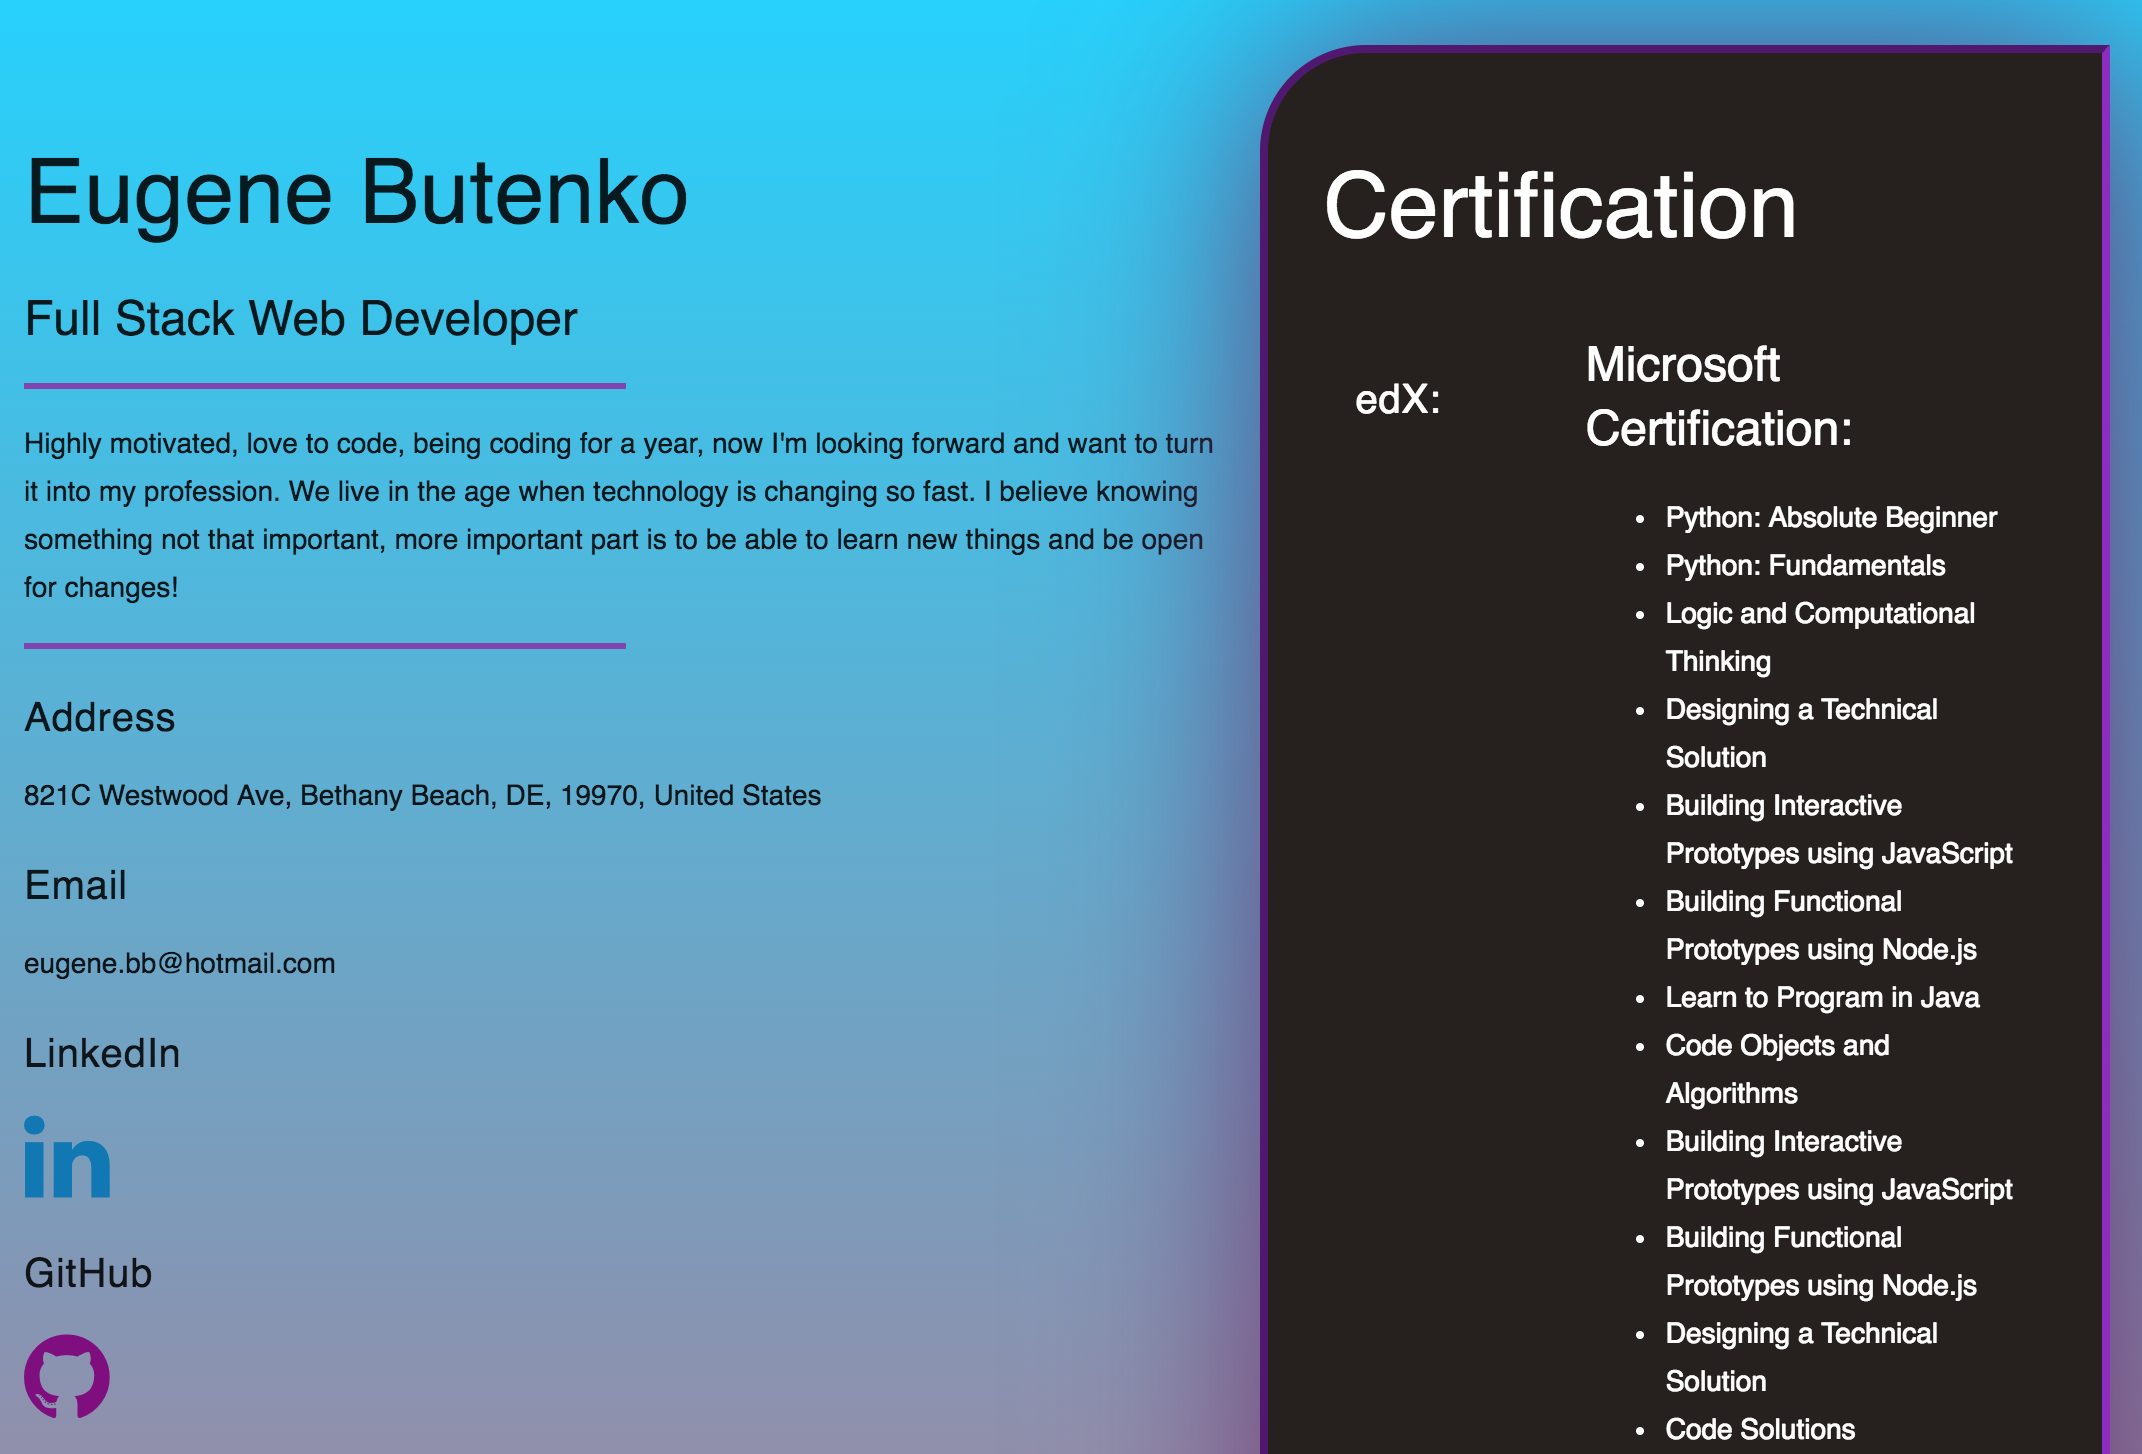 Eugene Butenko
Full Stack Web Developer
Highly motivated, love to code, being coding for a year, now I'm looking forward and want to turn
it into my profession. We live in the age when technology is changing so fast. I believe knowing
something not that important, more important part is to be able to learn new things and be open
for changes!
Address
821C Westwood Ave, Bethany Beach, DE, 19970, United States
Email
eugene.bb@hotmail.com
LinkedIn
in
GitHub
Certification
edX:
Microsoft
Certification:
• Python: Absolute Beginner
• Python: Fundamentals
• Logic and Computational
Thinking
• Designing a Technical
Solution
• Building Interactive
Prototypes using JavaScript
• Building Functional
Prototypes using Node.js
• Learn to Program in Java
• Code Objects and
Algorithms
• Building Interactive
Prototypes using JavaScript
• Building Functional
Prototypes using Node.js
• Designing a Technical
Solution
• Code Solutions